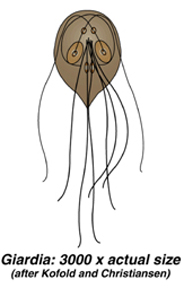 Giardia: 3000 x actual size
(after Kofold and Christiansen)